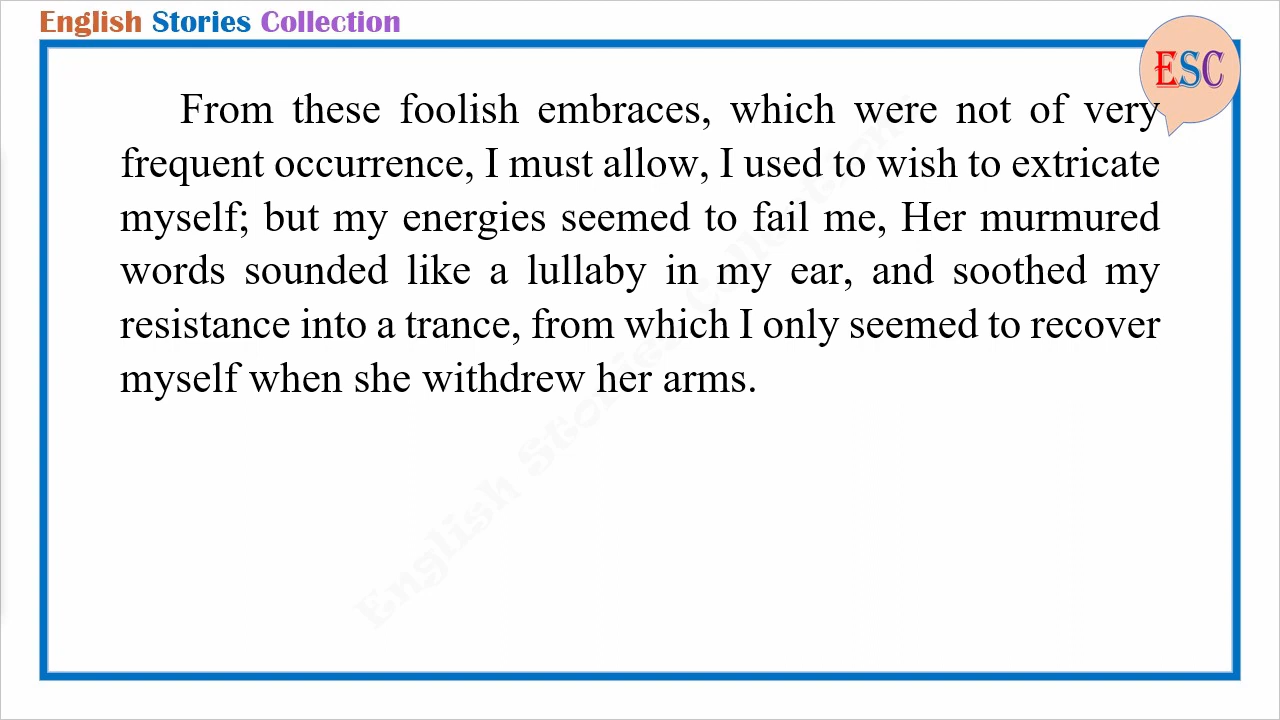 English Stories Collection
ESC
From these foolish embraces, which were not of very
frequent occurrence, I must allow, I used to wish to extricate
myself; but my energies seemed to fail me, Her murmured
words sounded like a lullaby in my ear, and soothed my
resistance into a trance, from which I only seemed to recover
myself when she withdrew her arms.
English Stories Collection